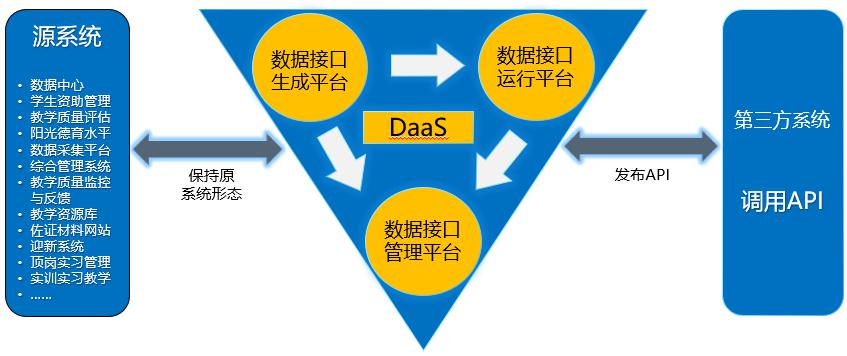 源系统
• 数据中心
• 学生资助管理
• 教学质量评估
• 阳光德育水平
• 数据采集平台
• 综合管理系统
• 教学质量监控
与反馈
• 教学资源库
• 佐证材料网站
• 迎新系统
• 顶岗实习管理
• 实训实习教学
• ……
保持原
系统形态
数据接口
生成平台
数据接口
运行平台
DaaS
数据接口
管理平台
发布API
第三方系统
调用API